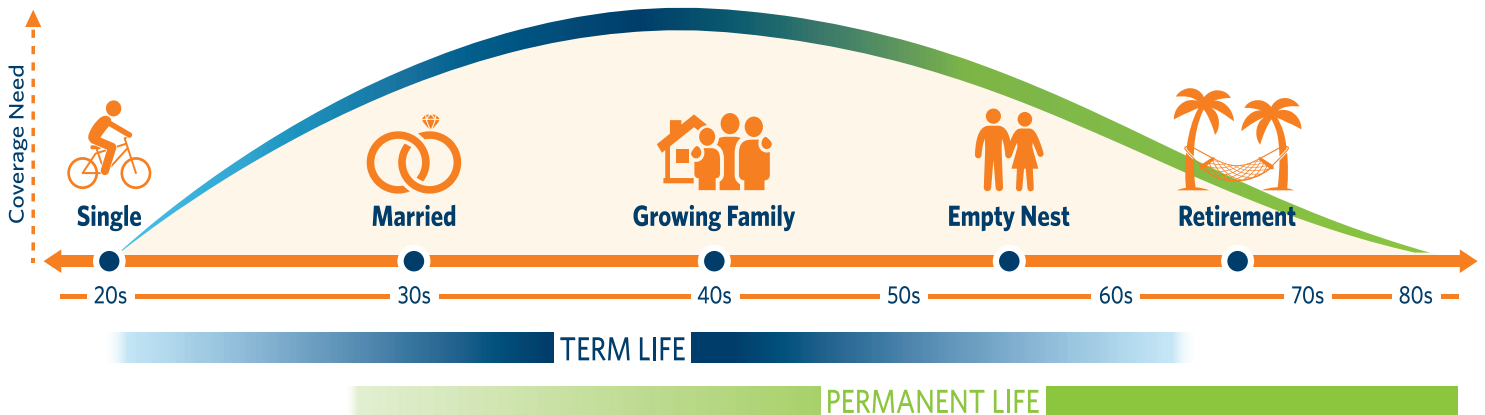 Coverage Need
Single
Married
Growing Family
Empty Nest
Retirement
20s
30s
40s
50s
60s
70s
80s
TERM LIFE
PERMANENT LIFE